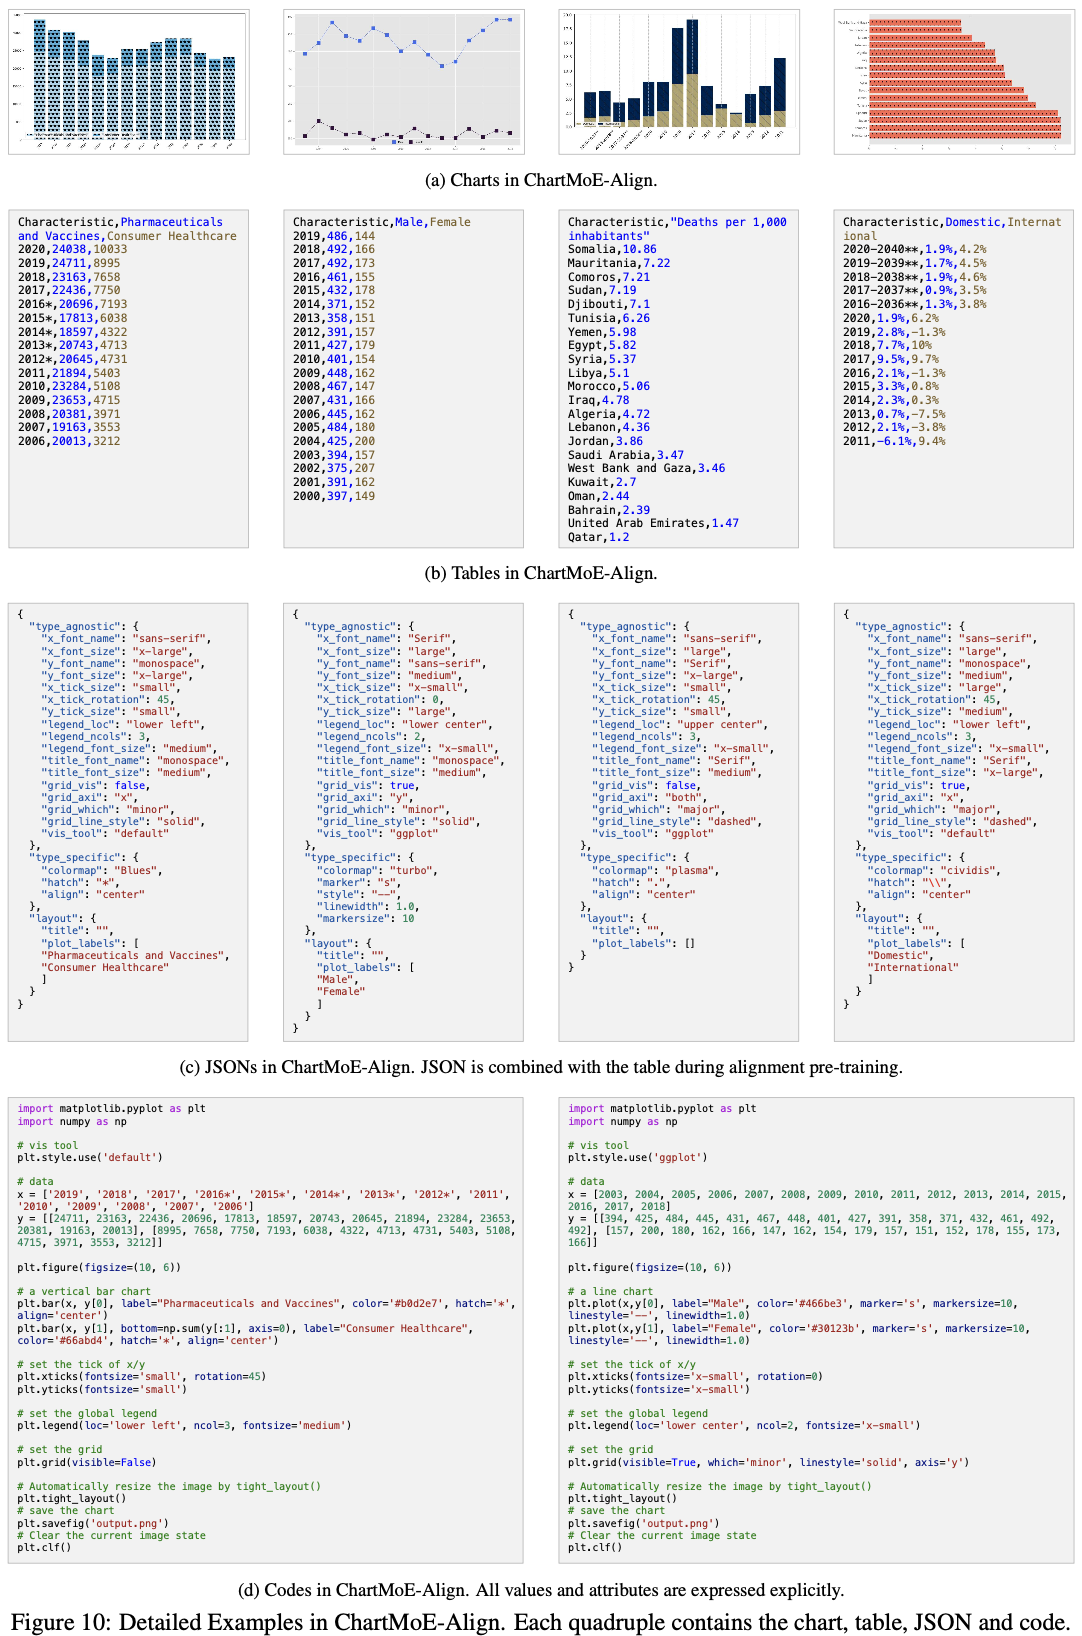 (a) Charts in ChartMoE-Align.
Characteristic,Pharmaceuticals
and Vaccines,Consumer Healthcare
2020,24038,10033
2019,24711,8995
2018,23163,7658
2017,22436,7750
2016*,20696,7193
2015*,17813,6038
2014*,18597,4322
2013*,20743,4713
2012*,20645,4731
2011,21894,5403
2010,23284,5108
2009,23653,4715
2008,20381,3971
2007,19163,3553
2006,20013,3212
Characteristic,Male,Female
2019,486,144
2018,492,166
2017,492,173
2016,461,155
2015,432,178
2014,371,152
2013,358,151
2012,391,157
2011,427,179
2010,401,154
2009,448,162
2008,467,147
2007,431,166
2006,445,162
2005,484,180
2004,425,200
2003,394,157
2002,375,207
2001,391,162
2000,397,149
Characteristic,"Deaths per 1,000
inhabitants"
Somalia,10.86
Mauritania,7.22
Comoros,7.21
Sudan,7.19
Djibouti,7.1
Tunisia,6.26
Yemen,5.98
Egypt,5.82
Syria,5.37
Libya,5.1
Morocco,5.06
Iraq,4.78
Algeria,4.72
Lebanon,4.36
Jordan,3.86
Saudi Arabia,3.47
West Bank and Gaza,3.46
Kuwait,2.7
Oman,2.44
Bahrain,2.39
United Arab Emirates,1.47
Qatar,1.2
Characteristic,Domestic,Internat
ional
2020-2040**,1.9%,4.2%
2019-2039**,1.7%,4.5%
2018-2038**,1.9%,4.6%
2017-2037**,0.9%,3.5%
2016-2036**,1.3%,3.8%
2020,1.9%,6.2%
2019,2.8%,-1.3%
2018,7.7%,10%
2017,9.5%,9.7%
2016,2.1%,-1.3%
2015,3.3%,0.8%
2014,2.3%,0.3%
2013,0.7%,-7.5%
2012,2.1%,-3.8%
2011,-6.1%,9.4%
(b) Tables in ChartMoE-Align.
{
"type_agnostic": {
"x_font_name": "sans-serif",
"x_font_size": "x-large",
"y_font_name": "monospace",
"y_font_size": "x-large",
"x_tick_size": "small",
"x_tick_rotation": 45,
"y_tick_size": "small",
"legend_loc": "lower left",
"legend_ncols": 3,
"legend_font_size": "medium",
"title_font_name": "monospace",
"title_font_size": "medium",
"grid_vis": false,
"grid_axi": "x",
"grid_which": "minor",
"grid_line_style": "solid",
"vis_tool": "default"
},
"type_specific": {
"colormap": "Blues",
"hatch": "*",
"align": "center"
},
"layout": {
"title": "",
"plot_labels": [
"Pharmaceuticals and Vaccines",
"Consumer Healthcare"
]
}
}
{
"type_agnostic": {
"x_font_name": "Serif",
"x_font_size": "large",
"y_font_name": "sans-serif",
"y_font_size": "medium",
"x_tick_size": "x-small",
"x_tick_rotation": 0,
"y_tick_size": "large",
"legend_loc": "lower center",
"legend_ncols": 2,
"legend_font_size": "x-small",
"title_font_name": "monospace",
"title_font_size": "medium",
"grid_vis": true,
"grid_axi": "y",
"grid_which": "minor",
"grid_line_style": "solid",
"vis_tool": "ggplot"
},
"type_specific": {
"colormap": "turbo",
"marker": "s",
"style": "--",
"linewidth": 1.0,
"markersize": 10
},
"layout": {
"title": "",
"plot_labels": [
"Male",
"Female"
]
}
}
{
"type_agnostic": {
"x_font_name": "sans-serif",
"x_font_size": "large",
"y_font_name": "Serif",
"y_font_size": "x-large",
"x_tick_size": "small",
"x_tick_rotation": 45,
"y_tick_size": "small",
"legend_loc": "upper center",
"legend_ncols": 3,
"legend_font_size": "x-small",
"title_font_name": "Serif",
"title_font_size": "medium",
"grid_vis": false,
"grid_axi": "both",
"grid_which": "major",
"grid_line_style": "dashed",
"vis_tool": "ggplot"
},
"type_specific": {
"colormap": "plasma",
"hatch": ".",
"align": "center"
},
"layout": {
"title": "",
"plot_labels": []
}
}
{
"type_agnostic": {
"x_font_name": "sans-serif",
"x_font_size": "large",
"y_font_name": "monospace",
"y_font_size": "medium",
"x_tick_size": "large",
"x_tick_rotation": 45,
"y_tick_size": "medium",
"legend_loc": "lower left",
"legend_ncols": 3,
"legend_font_size": "x-small",
"title_font_name": "Serif",
"title_font_size": "x-large",
"grid_vis": true,
"grid_axi": "x",
"grid_which": "major",
"grid_line_style": "dashed",
"vis_tool": "default"
},
"type_specific": {
"colormap": "cividis",
"hatch": "\\",
"align": "center"
},
"layout": {
"title": "",
"plot_labels": [
"Domestic",
"International"
]
}
}
(c) JSONs in ChartMoE-Align. JSON is combined with the table during alignment pre-training.
import matplotlib.pyplot as plt
import numpy as np
# vis tool
plt.style.use('default')
# data
x = ['2019', '2018', '2017', '2016*', '2015*', '2014*', '2013*', '2012*', '2011',
'2010', '2009', '2008', '2007', '2006']
y = [[24711, 23163, 22436, 20696, 17813, 18597, 20743, 20645, 21894, 23284, 23653,
20381, 19163, 20013], [8995, 7658, 7750, 7193, 6038, 4322, 4713, 4731, 5403, 5108,
4715, 3971, 3553, 3212]]
plt.figure(figsize=(10, 6))
# a vertical bar chart
plt.bar(x, y[0], label="Pharmaceuticals and Vaccines", color='#b0d2e7', hatch='*',
align='center')
plt.bar(x, y[1], bottom=np.sum(y[:1], axis=0), label="Consumer Healthcare",
color='#66abd4', hatch='*', align='center')
# set the tick of x/y
plt.xticks(fontsize='small', rotation=45)
plt.yticks(fontsize='small')
# set the global legend
plt.legend(loc='lower left', ncol=3, fontsize='medium')
# set the grid
plt.grid(visible=False)
# Automatically resize the image by tight_layout()
plt.tight_layout()
# save the chart
plt.savefig('output.png')
# Clear the current image state
plt.clf()
import matplotlib.pyplot as plt
import numpy as np
# vis tool
plt.style.use('ggplot')
# data
x = [2003, 2004, 2005, 2006, 2007, 2008, 2009, 2010, 2011, 2012, 2013, 2014, 2015,
2016, 2017, 2018]
y = [[394, 425, 484, 445, 431, 467, 448, 401, 427, 391, 358, 371, 432, 461, 492,
492], [157, 200, 180, 162, 166, 147, 162, 154, 179, 157, 151, 152, 178, 155, 173,
166]]
plt.figure(figsize=(10, 6))
# a line chart
plt.plot(x,y[0], label="Male", color='#466be3', marker='s', markersize=10,
linestyle='--', linewidth=1.0)
plt.plot(x,y[1], label="Female", color='#30123b', marker='s', markersize=10,
linestyle='--', linewidth=1.0)
# set the tick of x/y
plt.xticks(fontsize='x-small', rotation=0)
plt.yticks(fontsize='x-small')
# set the global legend
plt.legend(loc='lower center', ncol=2, fontsize='x-small')
# set the grid
plt.grid(visible=True, which='minor', linestyle='solid', axis='y')
# Automatically resize the image by tight_layout()
plt.tight_layout()
# save the chart
plt.savefig('output.png')
# Clear the current image state
plt.clf()
(d) Codes in ChartMoE-Align. All values and attributes are expressed explicitly.
Figure 10: Detailed Examples in ChartMoE-Align. Each quadruple contains the chart, table, JSON and code.